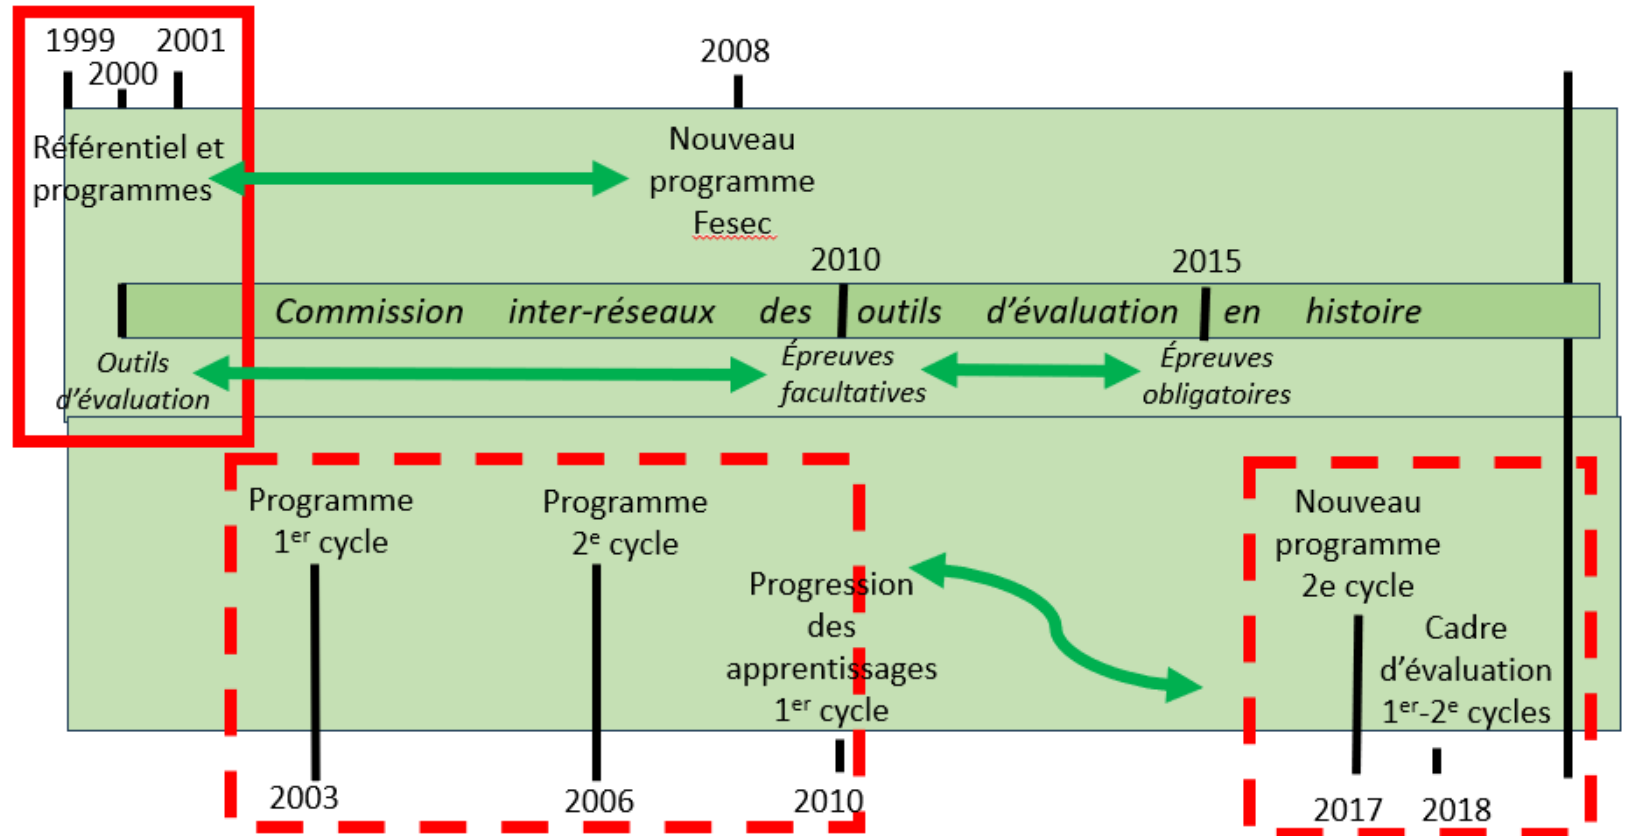 1999
2001
2000
2008
Référentiel et
programmes
Nouveau
programme
Fesec
2010
2015
Commission inter-réseaux des outils d’évaluation en histoire
Outils
d’évaluation
Épreuves
facultatives
Épreuves
obligatoires
Programme
1er cycle
Programme
2e cycle
Progression
des
apprentissages
1er cycle
Nouveau
programme
2e cycle
Cadre
d’évaluation
1er-2e cycles
2003
2006
2010
2017
2018